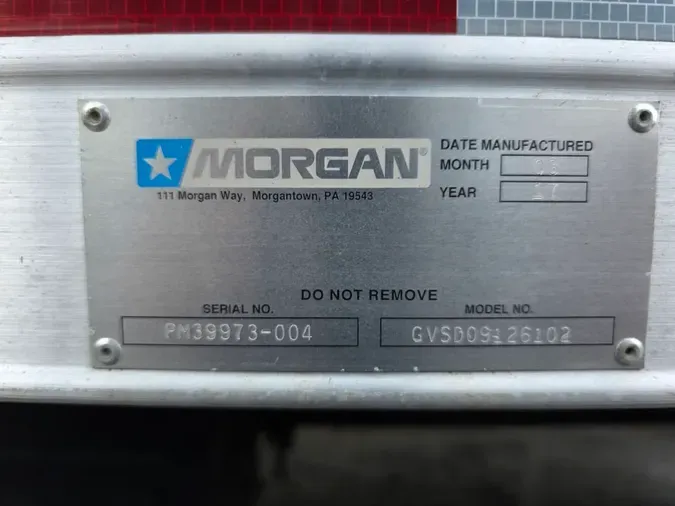 MORGAN®
111 Morgan Way, Morgantown, PA 19543
DATE MANUFACTURED
MONTH
YEAR
DO NOT REMOVE
SERIAL NO.
PM39973-004
MODEL NO.
GVSD09126102